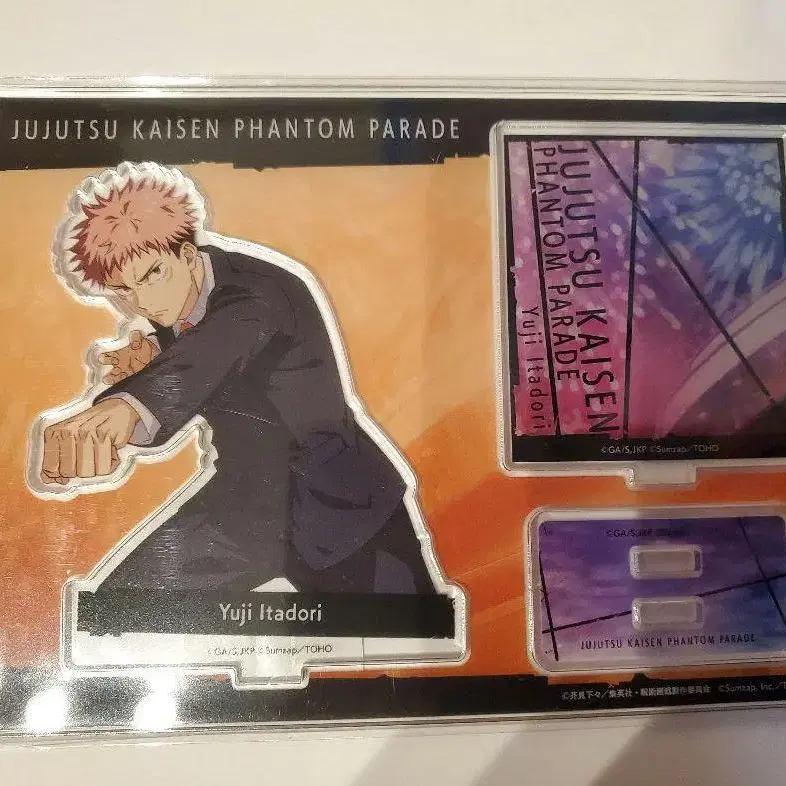 JUJUTSU KAISEN PHANTOM PARADE
JUJUTSU KAISEN
PHANTOM PARADE
Yuji Itadori
©GA/S,JKP ©Sumzap/TOHO
Yuji Itadori
©GA/S,JKP ©Sumzap/TOHO
©GA/S,JKP
JUJUTSU KAISEN PHANTOM PARADE
©芥見下々/集英社・呪術廻戦製作委員会 ©Sumzap, Inc./T